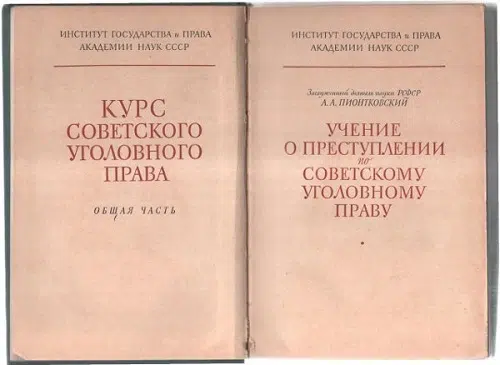 ИНСТИТУТ ГОСУДАРСТВА и ПРАВА
АКАДЕМИИ НАУК СССР
КУРС
СОВЕТСКОГО
УГОЛОВНОГО
ПРАВА
ОБЩАЯ ЧАСТЬ
ИНСТИТУТ ГОСУДАРСТВА и ПРАВА
АКАДЕМИИ НАУК СССР
Заслуженный деятель науки РСФСР
А.А.ПИОНТКОВСКИЙ
УЧЕНИЕ
О ПРЕСТУПЛЕНИИ
по
СОВЕТСКОМУ
УГОЛОВНОМУ
ПРАВУ